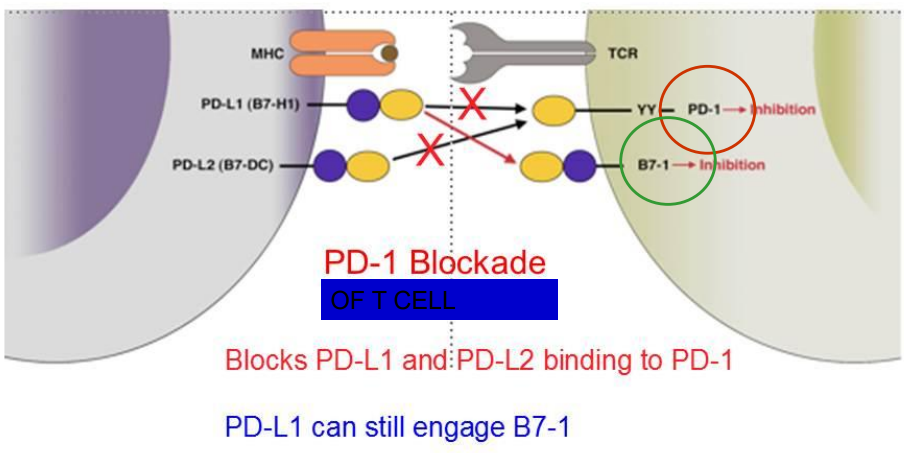 MHC
TCR
PD-L1 (B7-H1)
YY
PD-1
Inhibition
X
X
PD-L2 (B7-DC)
B7-1
Inhibition
PD-1 Blockade
OF T CELL
Blocks PD-L1 and PD-L2 binding to PD-1
PD-L1 can still engage B7-1